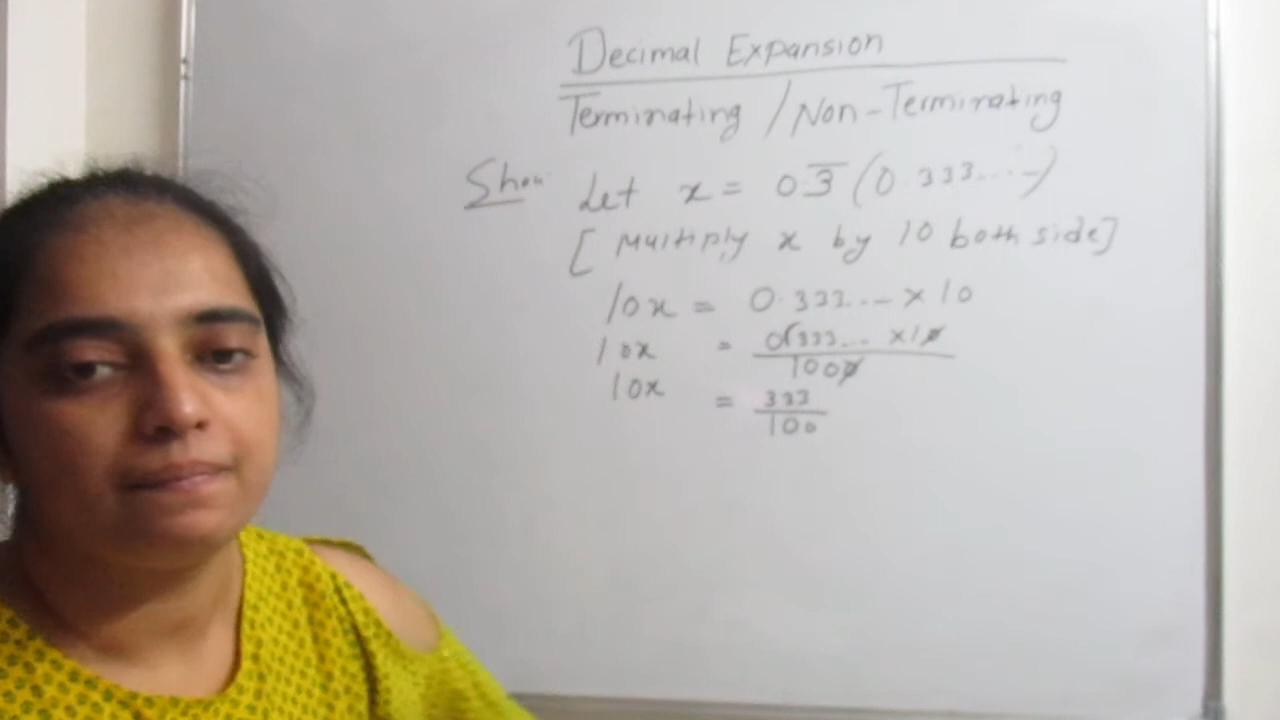 Decimal Expansion
Terminating / Non-Terminating
Show Let x = 0.3̅ (0.333....)
[ Multiply x by 10 both side]
10x = 0.333... × 10
10x = 0.333... × 10 / 1000
10x = 333 / 100